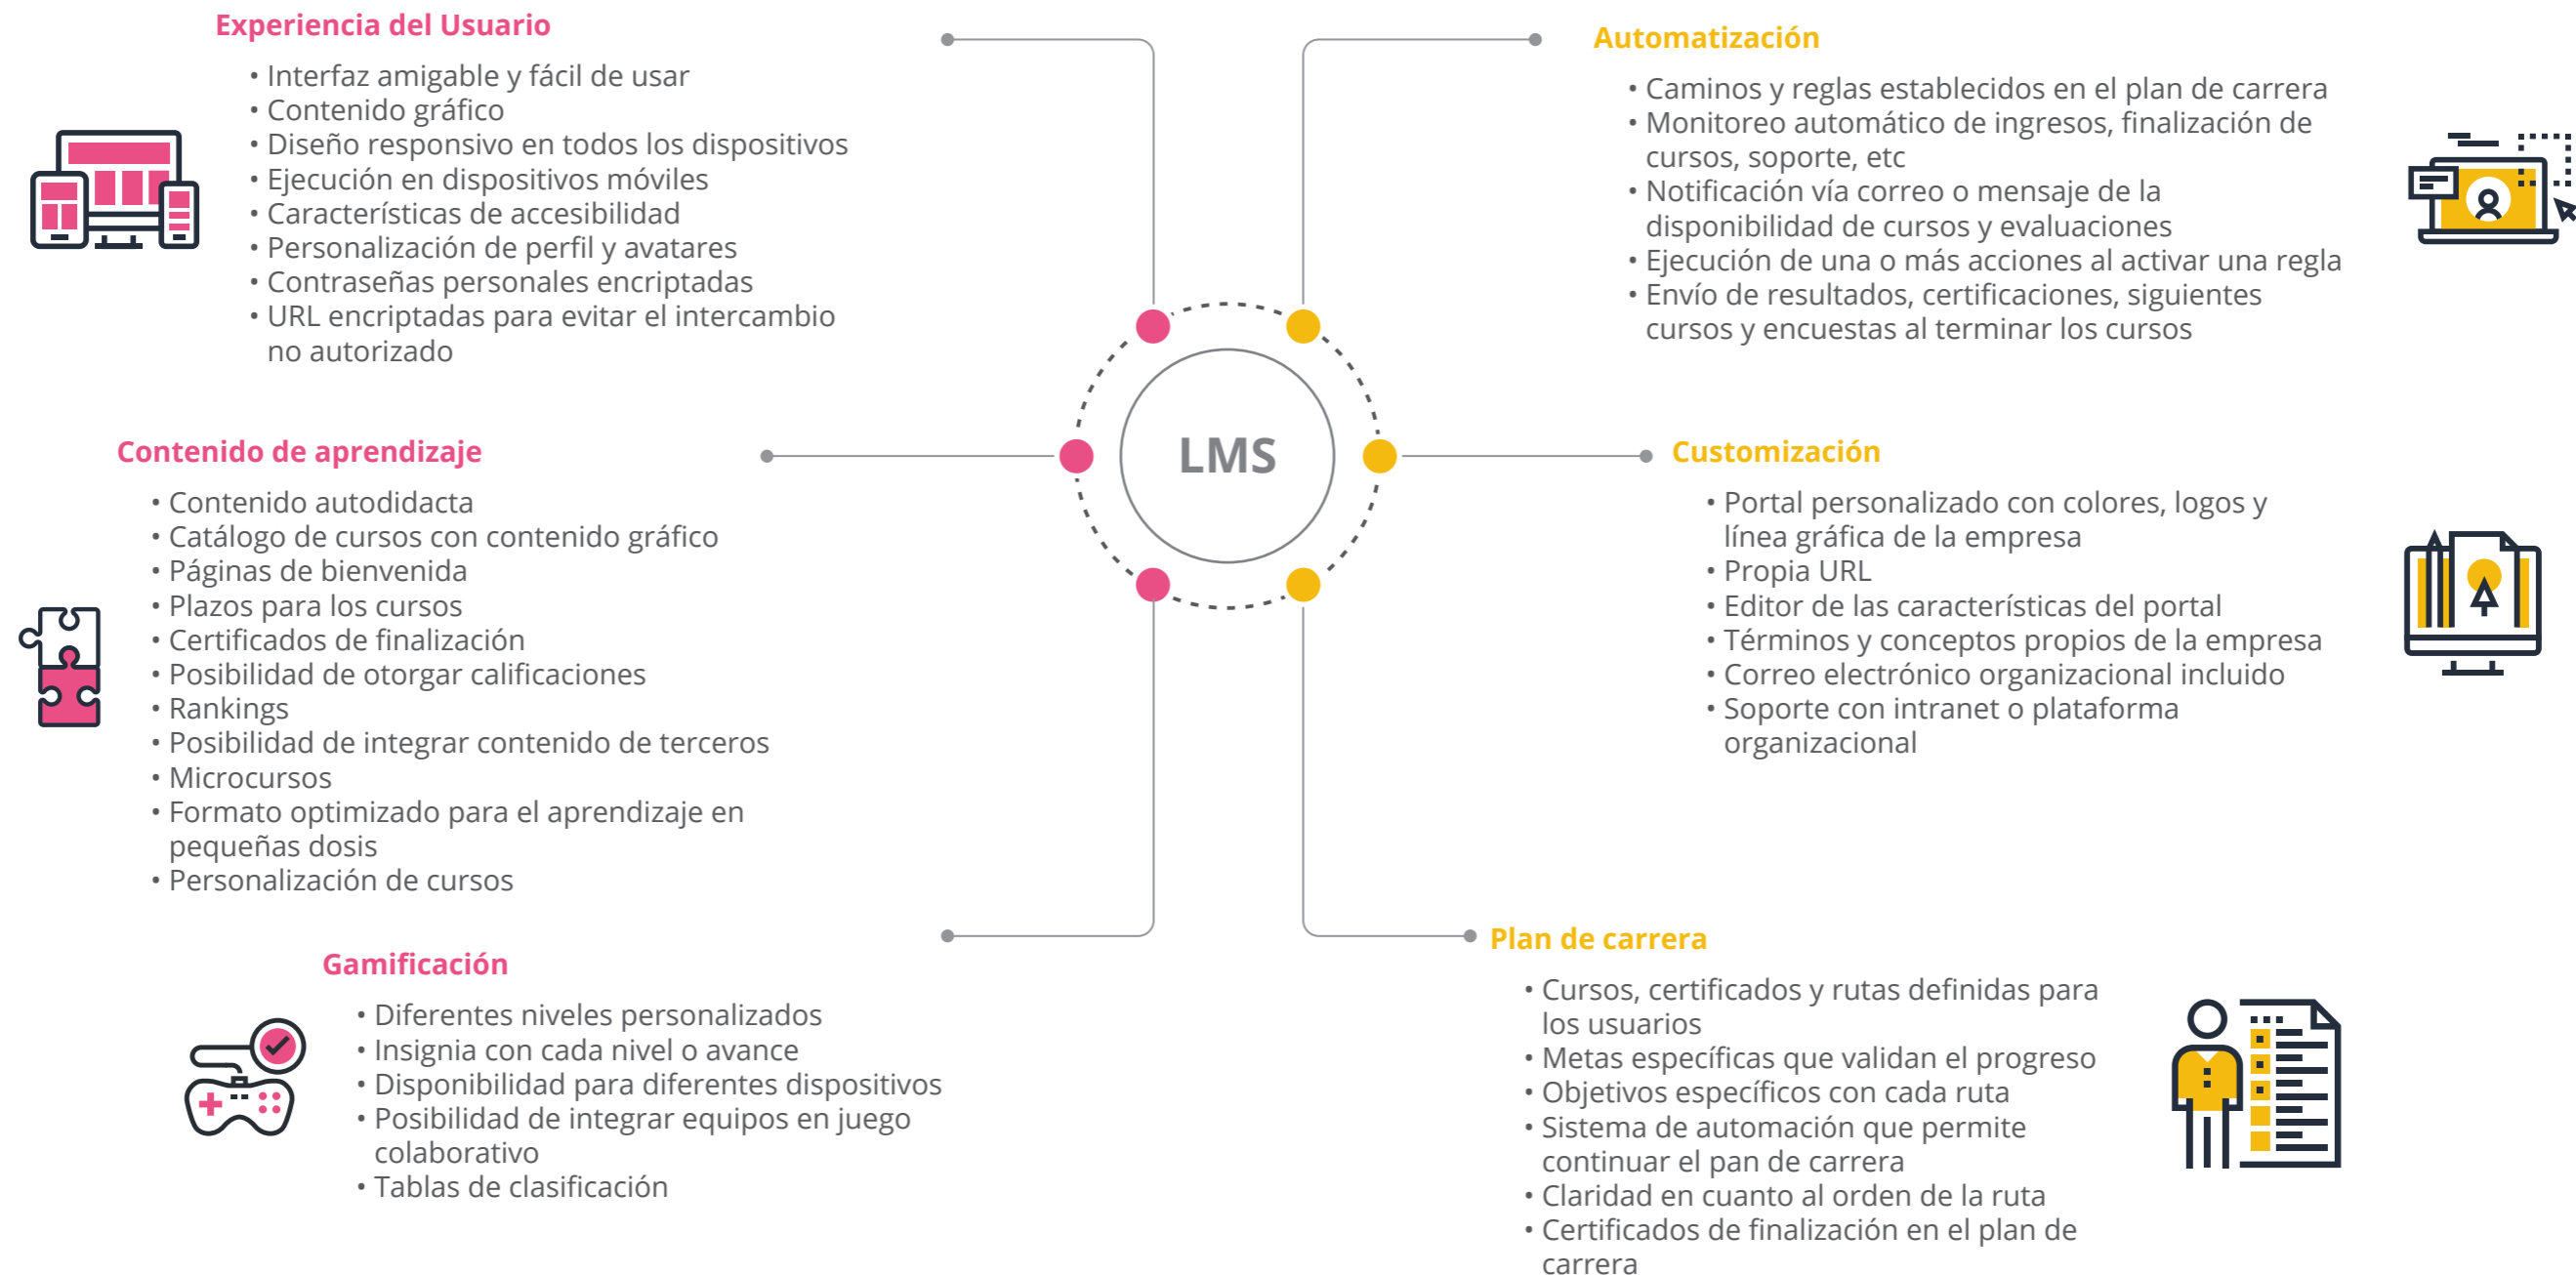 Experiencia del Usuario
• Interfaz amigable y fácil de usar
• Contenido gráfico
• Diseño responsivo en todos los dispositivos
• Ejecución en dispositivos móviles
• Características de accesibilidad
• Personalización de perfil y avatares
• Contraseñas personales encriptadas
• URL encriptadas para evitar el intercambio
no autorizado
Contenido de aprendizaje
• Contenido autodidacta
• Catálogo de cursos con contenido gráfico
• Páginas de bienvenida
• Plazos para los cursos
• Certificados de finalización
• Posibilidad de otorgar calificaciones
• Rankings
• Posibilidad de integrar contenido de terceros
• Microcursos
• Formato optimizado para el aprendizaje en
pequeñas dosis
• Personalización de cursos
Gamificación
• Diferentes niveles personalizados
• Insignia con cada nivel o avance
• Disponibilidad para diferentes dispositivos
• Posibilidad de integrar equipos en juego
colaborativo
• Tablas de clasificación
LMS
Automatización
• Caminos y reglas establecidos en el plan de carrera
• Monitoreo automático de ingresos, finalización de
cursos, soporte, etc
• Notificación vía correo o mensaje de la
disponibilidad de cursos y evaluaciones
• Ejecución de una o más acciones al activar una regla
• Envío de resultados, certificaciones, siguientes
cursos y encuestas al terminar los cursos
Customización
• Portal personalizado con colores, logos y
línea gráfica de la empresa
• Propia URL
• Editor de las características del portal
• Términos y conceptos propios de la empresa
• Correo electrónico organizacional incluido
• Soporte con intranet o plataforma
organizacional
Plan de carrera
• Cursos, certificados y rutas definidas para
los usuarios
• Metas específicas que validan el progreso
• Objetivos específicos con cada ruta
• Sistema de automación que permite
continuar el pan de carrera
• Claridad en cuanto al orden de la ruta
• Certificados de finalización en el plan de
carrera